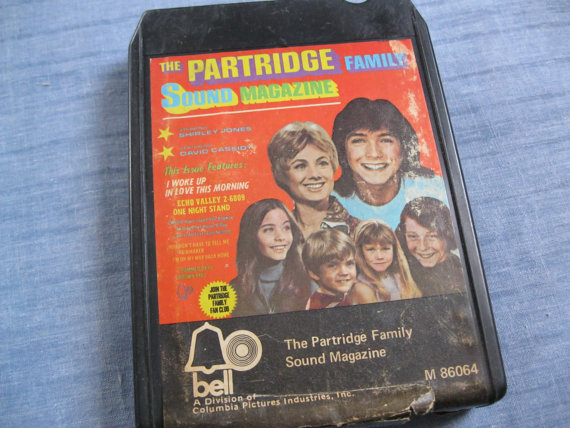 THE PARTRIDGE FAMILY
SOUND MAGAZINE
STARRING
SHIRLEY JONES
DAVID CASSIDY
This Issue Features:
I WOKE UP
IN LOVE THIS MORNING
ECHO VALLEY 2-6809
ONE NIGHT STAND
JOIN THE
PARTRIDGE
FAMILY
FAN CLUB
bell
The Partridge Family
Sound Magazine
M 86064
A Division of
Columbia Pictures Industries, Inc.